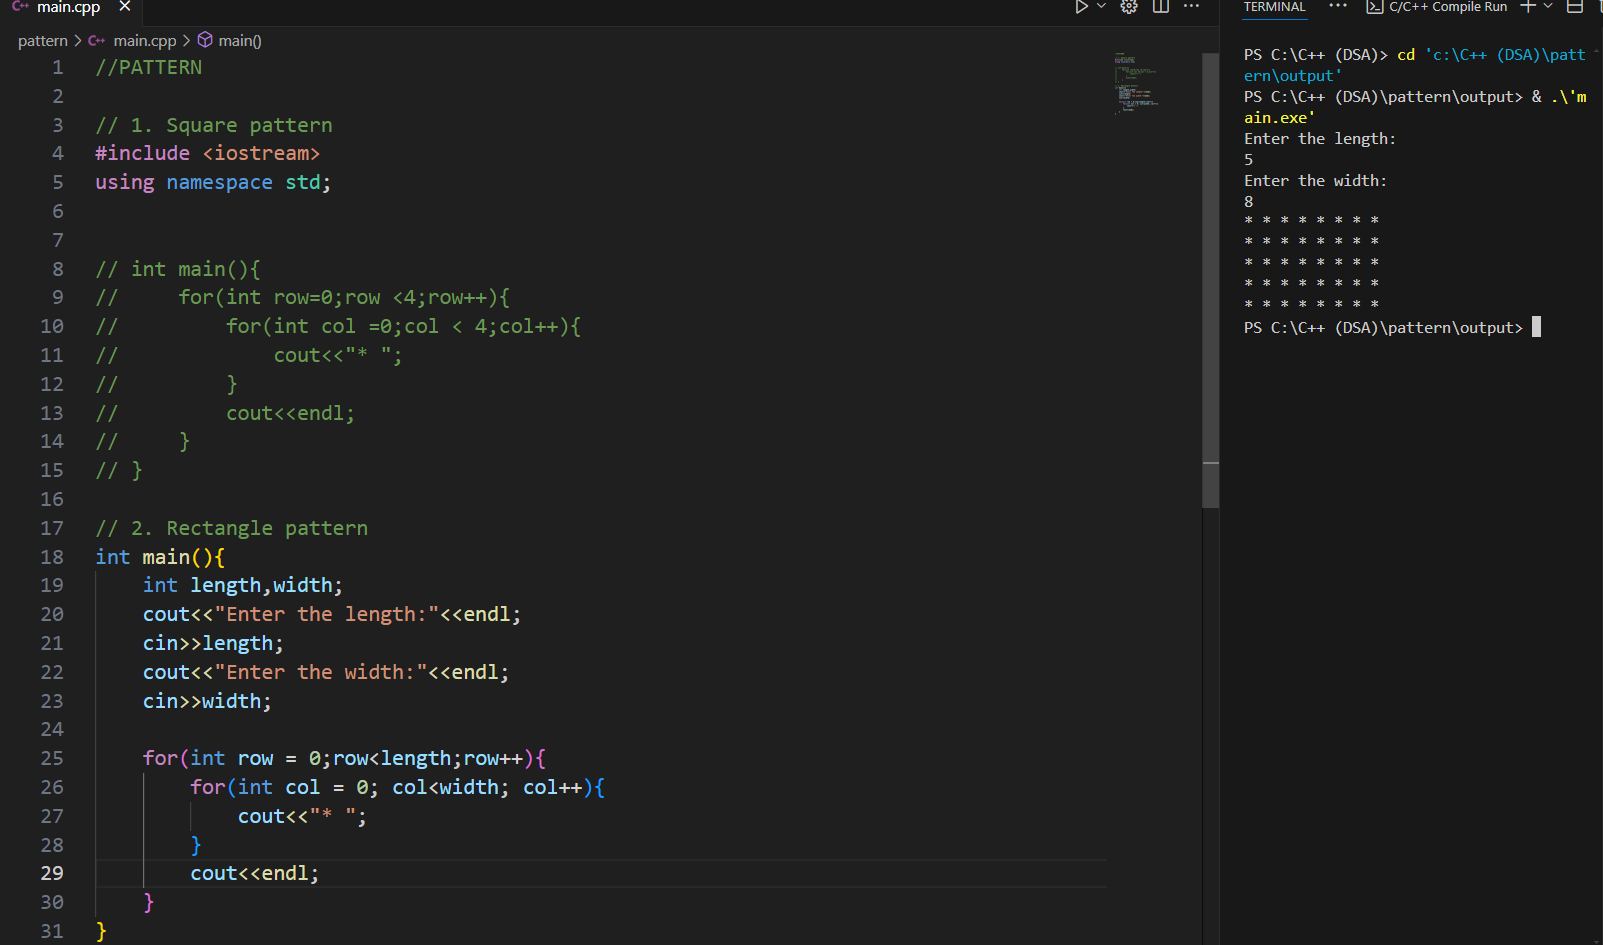 main.cpp
pattern > main.cpp > main()
1 //PATTERN
2
3 // 1. Square pattern
4 #include <iostream>
5 using namespace std;
6
7
8 // int main(){
9 //     for(int row=0;row <4;row++){
10 //         for(int col =0;col < 4;col++){
11 //             cout<<"* ";
12 //         }
13 //         cout<<endl;
14 //     }
15 // }
16
17 // 2. Rectangle pattern
18 int main(){
19     int length,width;
20     cout<<"Enter the length:"<<endl;
21     cin>>length;
22     cout<<"Enter the width:"<<endl;
23     cin>>width;
24
25     for(int row = 0;row<length;row++){
26         for(int col = 0; col<width; col++){
27             cout<<"* ";
28         }
29         cout<<endl;
30     }
31 }
TERMINAL
C/C++ Compile Run
PS C:\C++ (DSA)> cd 'c:\C++ (DSA)\patt
ern\output'
PS C:\C++ (DSA)\pattern\output> & .\'m
ain.exe'
Enter the length:
5
Enter the width:
8
* * * * * * * *
* * * * * * * *
* * * * * * * *
* * * * * * * *
* * * * * * * *
PS C:\C++ (DSA)\pattern\output>